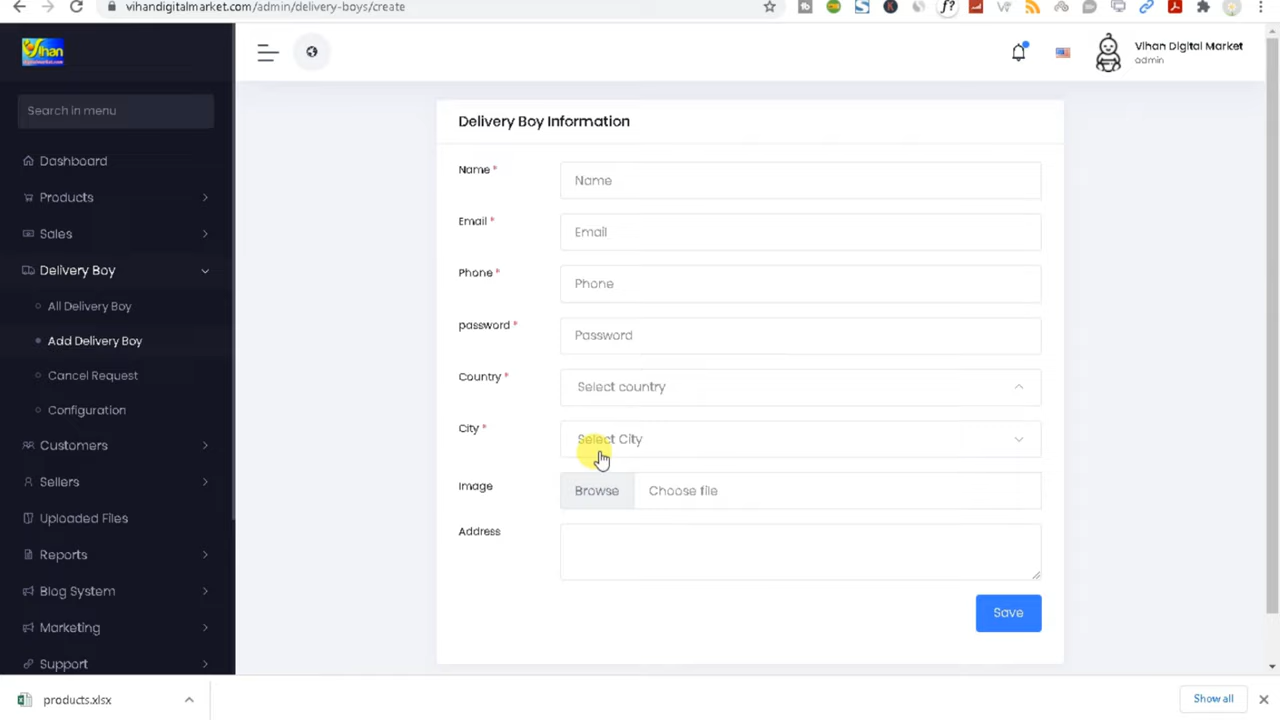 vihandigitalmarket.com/admin/delivery-boys/create
Vihan
Search in menu
Vihan Digital Market
admin
Dashboard
Products
Sales
Delivery Boy
All Delivery Boy
Add Delivery Boy
Cancel Request
Configuration
Customers
Sellers
Uploaded Files
Reports
Blog System
Marketing
Support
Delivery Boy Information
Name * Name
Email * Email
Phone * Phone
password * Password
Country * Select country
City * Select City
Image Browse Choose file
Address
Save
products.xlsx
Show all